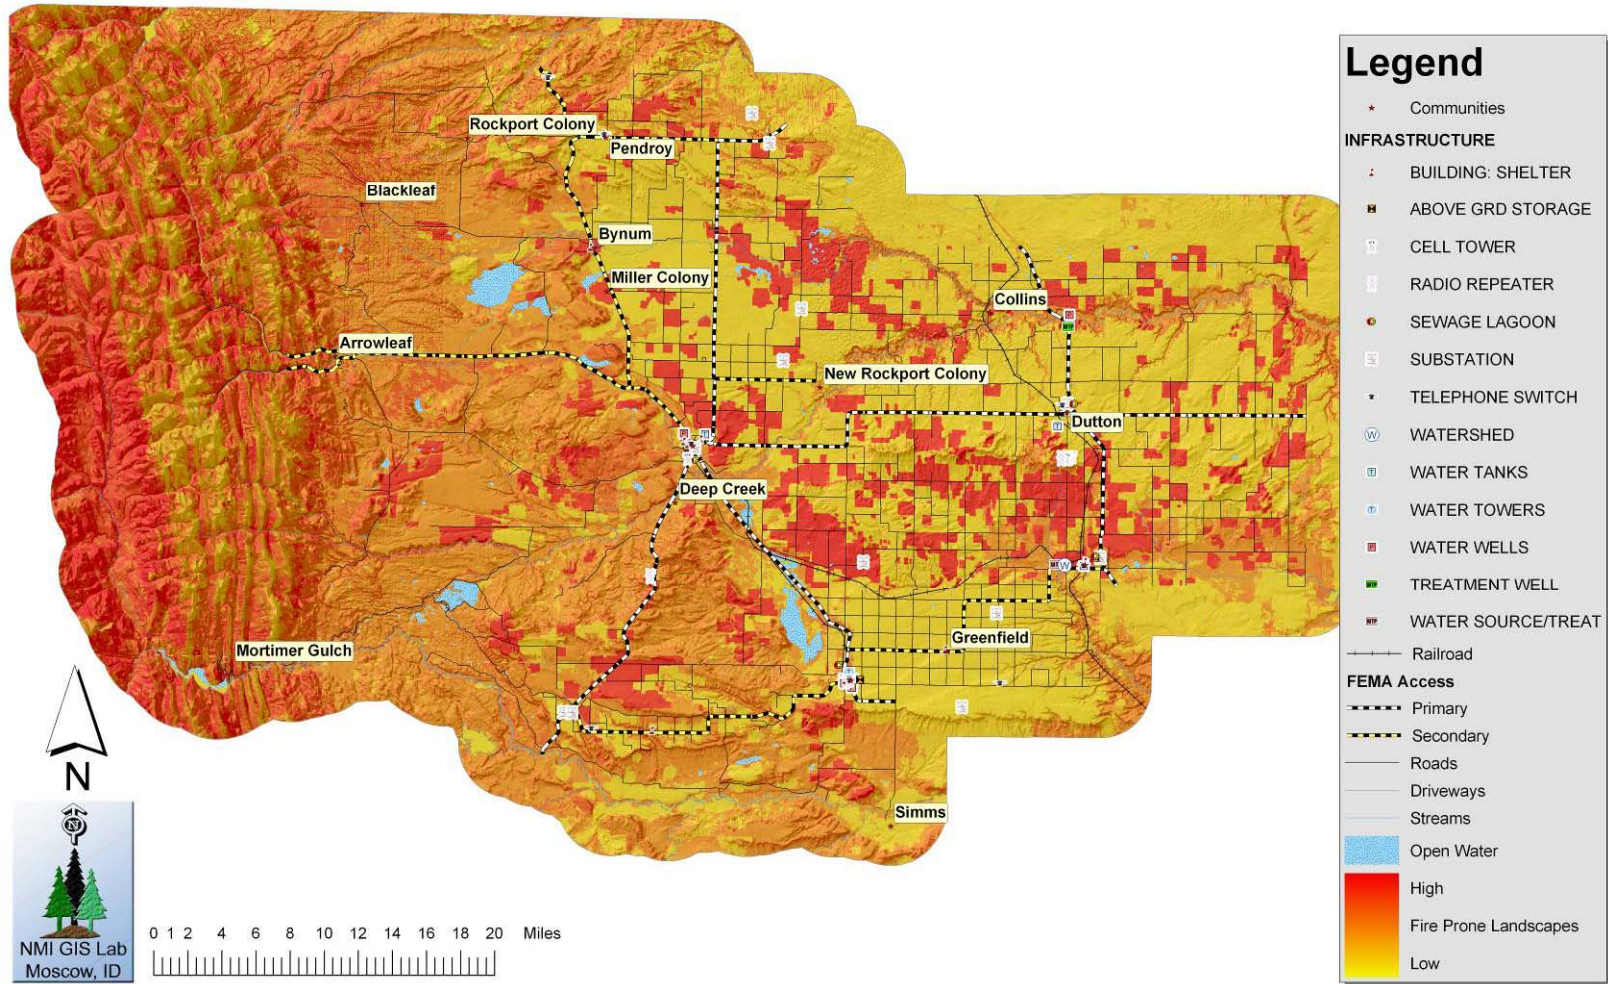 Rockport Colony
Pendroy
Blackleaf
Bynum
Miller Colony
Collins
Arrowleaf
New Rockport Colony
Dutton
Deep Creek
Greenfield
Mortimer Gulch
Simms
N
N
NMI GIS Lab
Moscow, ID
0 1 2 4 6 8 10 12 14 16 18 20 Miles
Legend
Communities
INFRASTRUCTURE
BUILDING: SHELTER
ABOVE GRD STORAGE
CELL TOWER
RADIO REPEATER
SEWAGE LAGOON
SUBSTATION
TELEPHONE SWITCH
W WATERSHED
T WATER TANKS
T WATER TOWERS
WATER WELLS
WTP TREATMENT WELL
WTP WATER SOURCE/TREAT
Railroad
FEMA Access
Primary
Secondary
Roads
Driveways
Streams
Open Water
High
Fire Prone Landscapes
Low